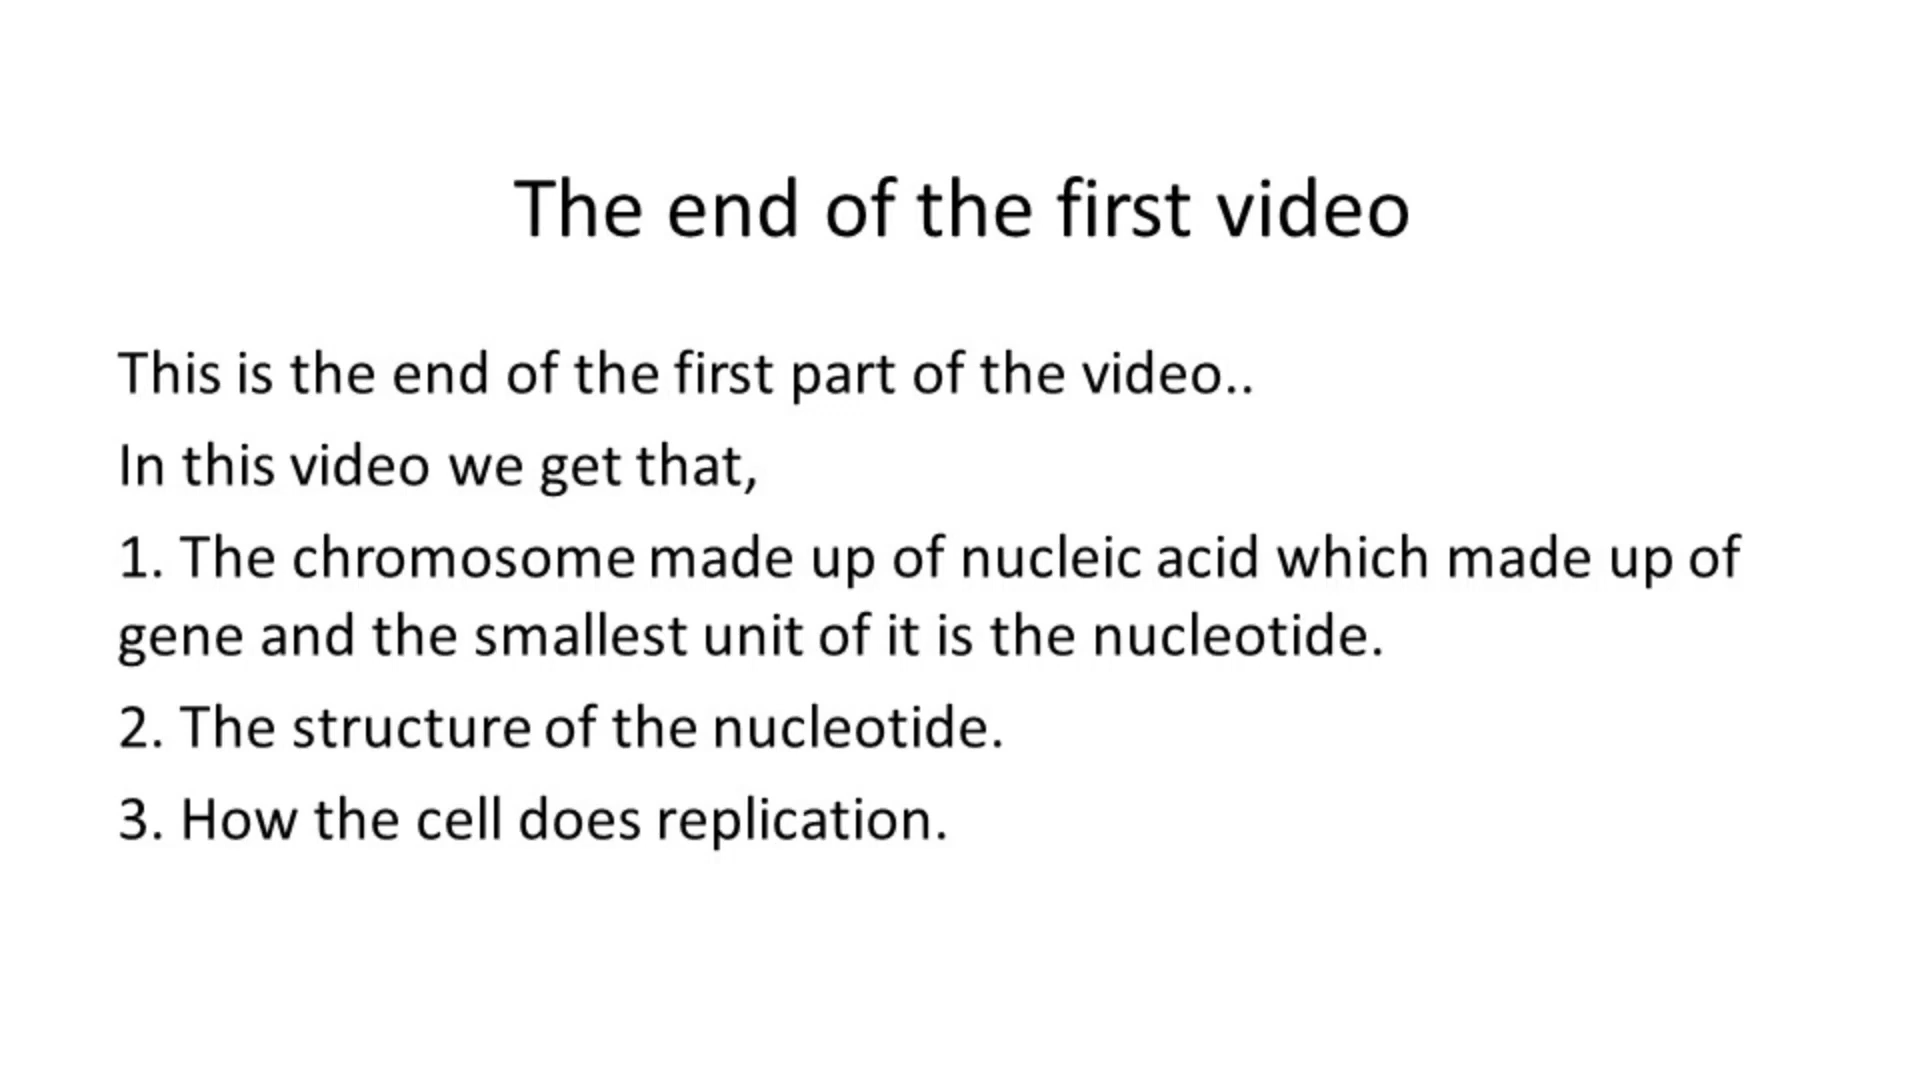 The end of the first video
This is the end of the first part of the video..
In this video we get that,
1. The chromosome made up of nucleic acid which made up of
gene and the smallest unit of it is the nucleotide.
2. The structure of the nucleotide.
3. How the cell does replication.